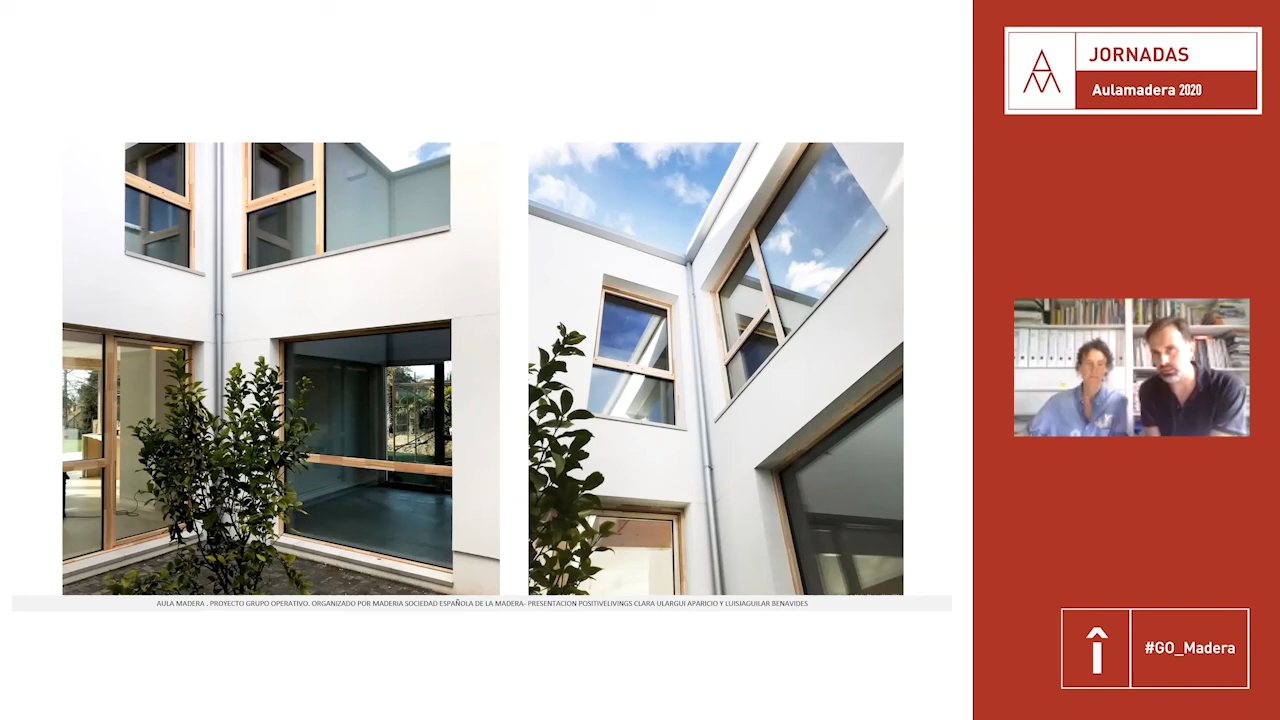 JORNADAS
Aulamadera 2020
AULA MADERA . PROYECTO GRUPO OPERATIVO. ORGANIZADO POR MADERIA SOCIEDAD ESPAÑOLA DE LA MADERA- PRESENTACION POSITIVELIVINGS CLARA ULARGUI APARICIO Y LUISJAGUILAR BENAVIDES
#GO_Madera